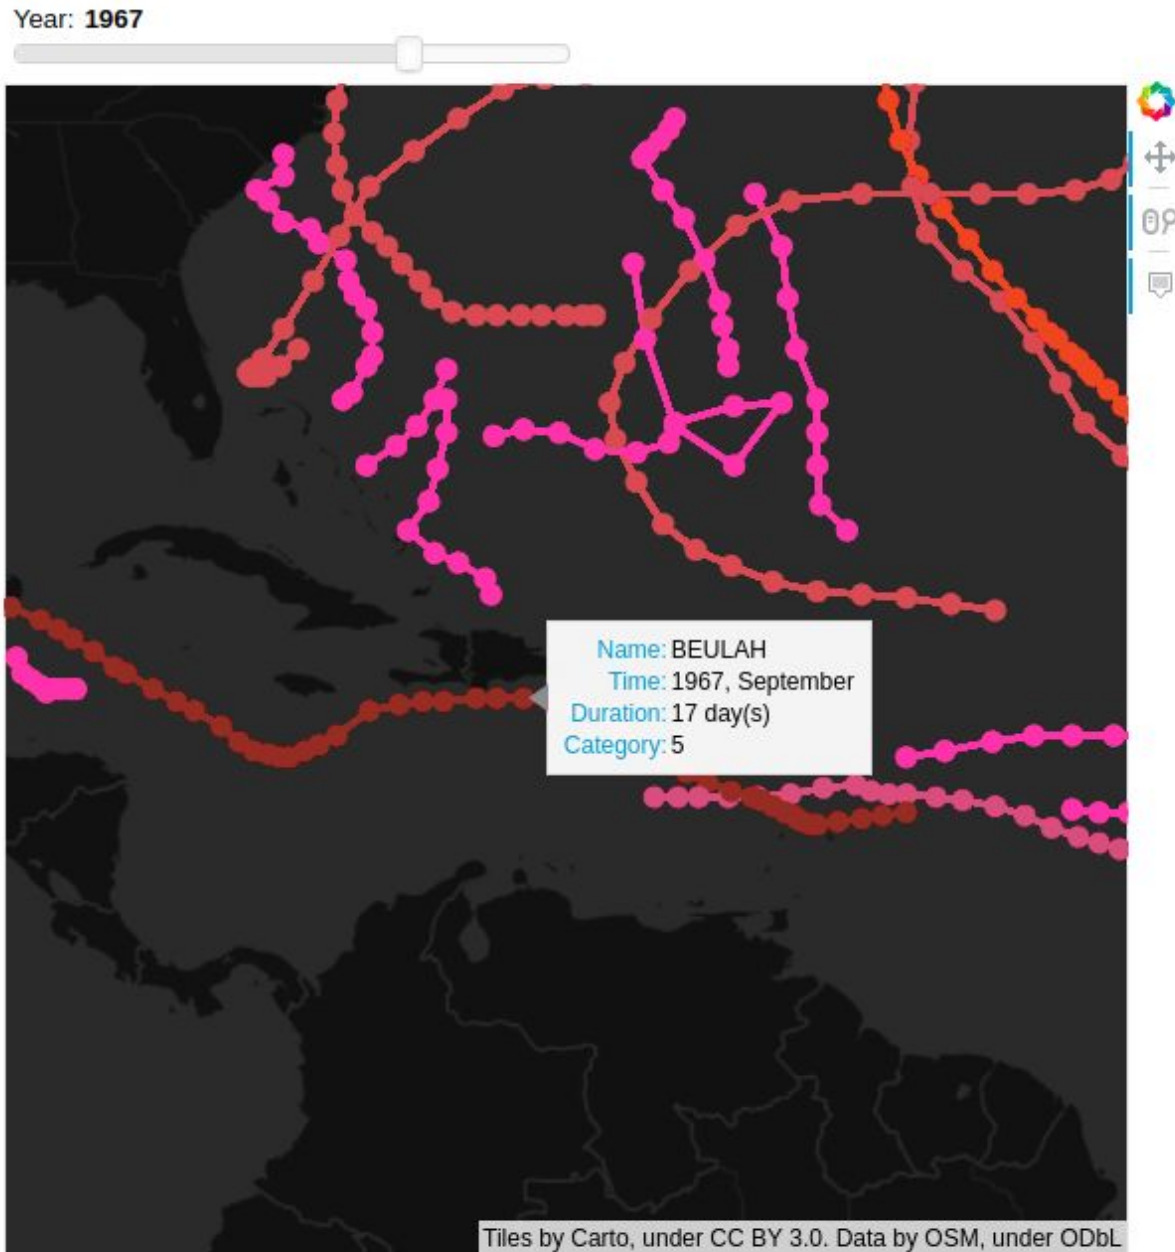 Year: 1967
Name: BEULAH
Time: 1967, September
Duration: 17 day(s)
Category: 5
Tiles by Carto, under CC BY 3.0. Data by OSM, under ODbL